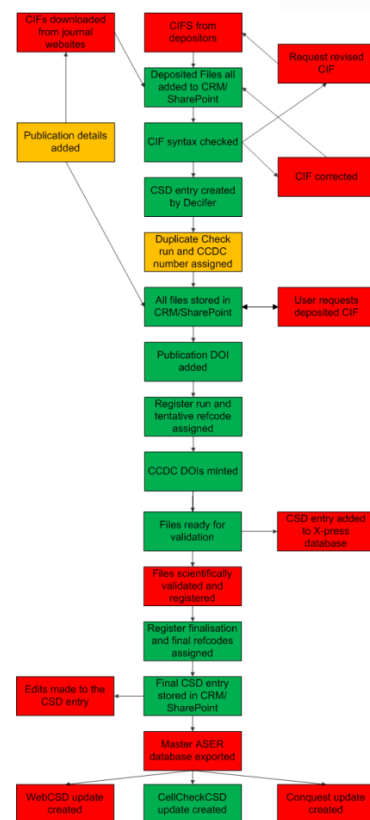 CIFs downloaded
from journal
websites
CIFS from
depositors
Request revised
CIF
Deposited Files all
added to CRM/
SharePoint
Publication details
added
CIF syntax checked
CIF corrected
CSD entry created
by Decifer
Duplicate Check
run and CCDC
number assigned
All files stored in
CRM/SharePoint
User requests
deposited CIF
Publication DOI
added
Register run and
tentative refcode
assigned
CCDC DOIs minted
Files ready for
validation
CSD entry added
to X-press
database
Files scientifically
validated and
registered
Register finalisation
and final refcodes
assigned
Edits made to the
CSD entry
Final CSD entry
stored in CRM/
SharePoint
Master ASER
database exported
WebCSD update
created
CellCheckCSD
update created
Conquest update
created